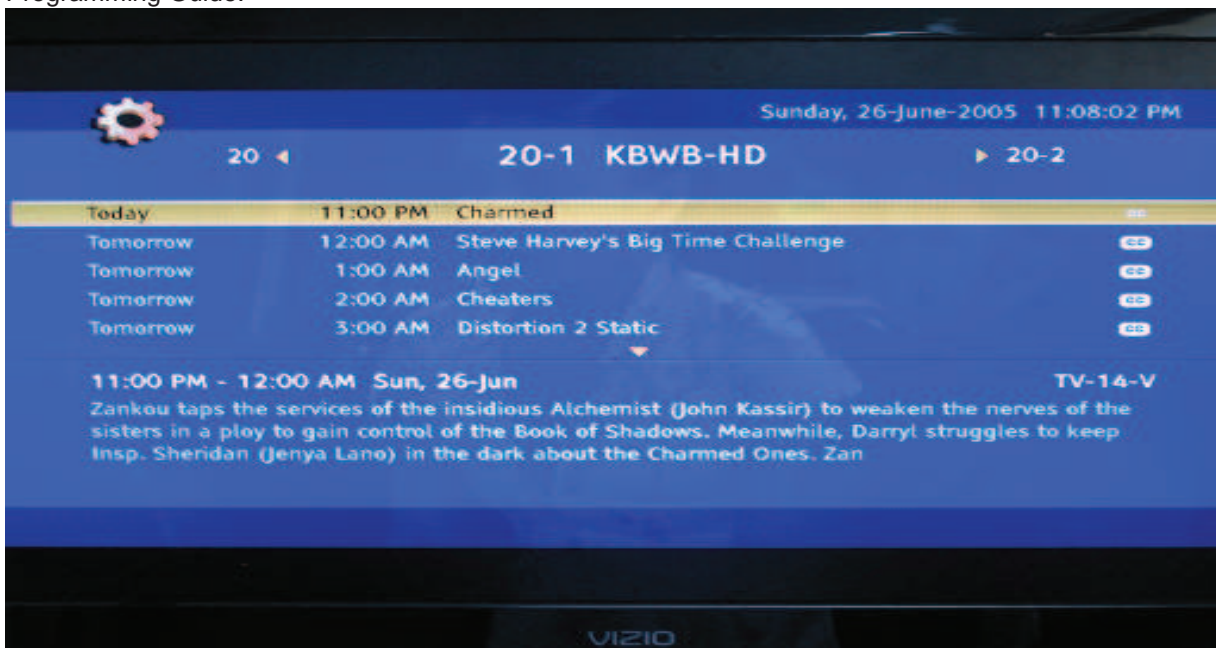 Programming Guide.
Sunday, 26-June-2005 11:08:02 PM
20 20-1 KBWB-HD 20-2
Today 11:00 PM Charmed CC
Tomorrow 12:00 AM Steve Harvey's Big Time Challenge CC
Tomorrow 1:00 AM Angel CC
Tomorrow 2:00 AM Cheaters CC
Tomorrow 3:00 AM Distortion 2 Static CC
11:00 PM - 12:00 AM Sun, 26-Jun TV-14-V
Zankou taps the services of the insidious Alchemist (John Kassir) to weaken the nerves of the
sisters in a ploy to gain control of the Book of Shadows. Meanwhile, Darryl struggles to keep
Insp. Sheridan (Jenya Lano) in the dark about the Charmed Ones. Zan
VIZIO